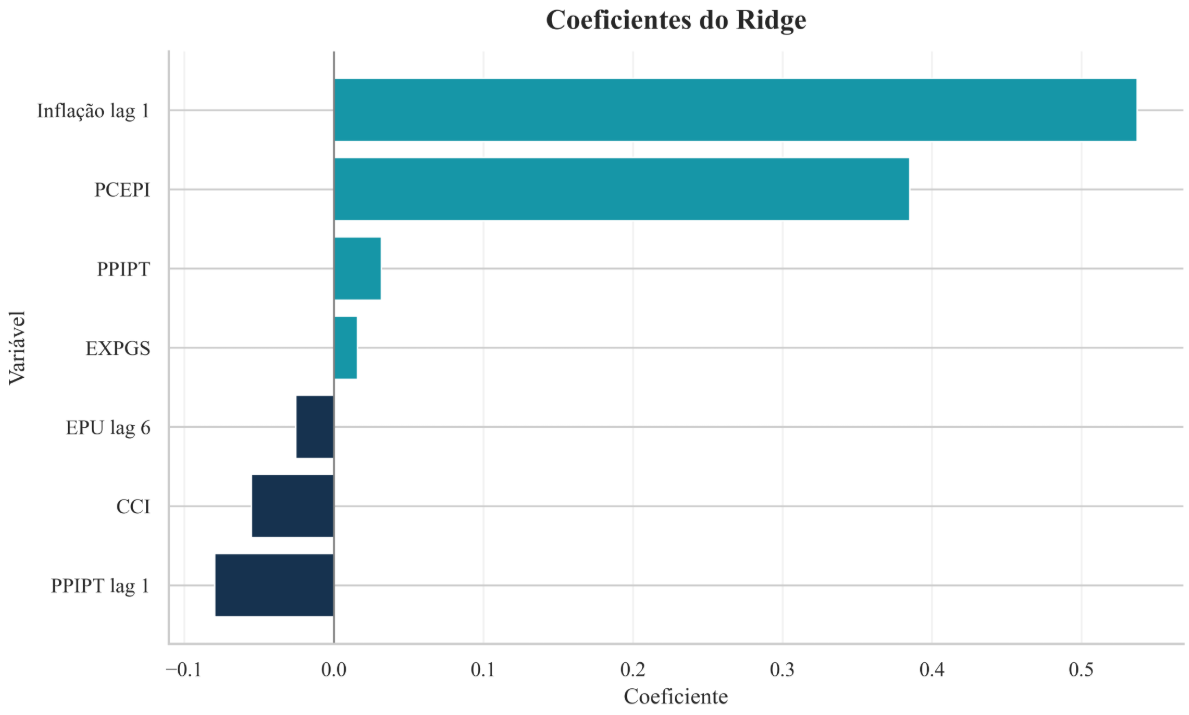 Coeficientes do Ridge
Inflação lag 1
PCEPI
PPIPT
EXPGS
EPU lag 6
CCI
PPIPT lag 1
Variável
−0.1 0.0 0.1 0.2 0.3 0.4 0.5
Coeficiente